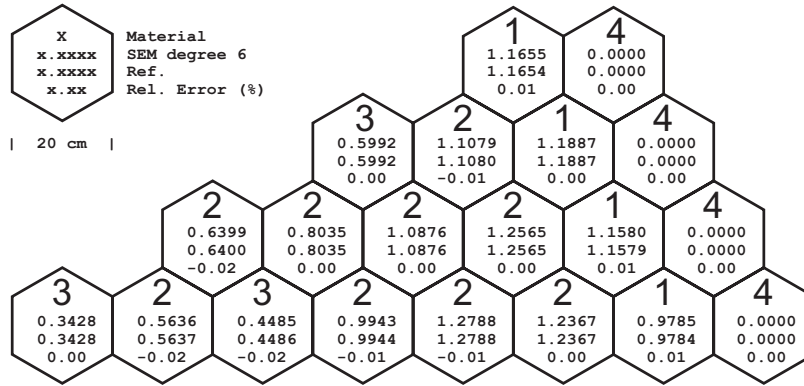 X Material
x.xxxx SEM degree 6
x.xxxx Ref.
x.xx Rel. Error (%)
| 20 cm |
1 4
1.1655 0.0000
1.1654 0.0000
0.01 0.00
3 2 1 4
0.5992 1.1079 1.1887 0.0000
0.5992 1.1080 1.1887 0.0000
0.00 -0.01 0.00 0.00
2 2 2 2 1 4
0.6399 0.8035 1.0876 1.2565 1.1580 0.0000
0.6400 0.8035 1.0876 1.2565 1.1579 0.0000
-0.02 0.00 0.00 0.00 0.01 0.00
3 2 3 2 2 2 1 4
0.3428 0.5636 0.4485 0.9943 1.2788 1.2367 0.9785 0.0000
0.3428 0.5637 0.4486 0.9944 1.2788 1.2367 0.9784 0.0000
0.00 -0.02 -0.02 -0.01 -0.01 0.00 0.01 0.00